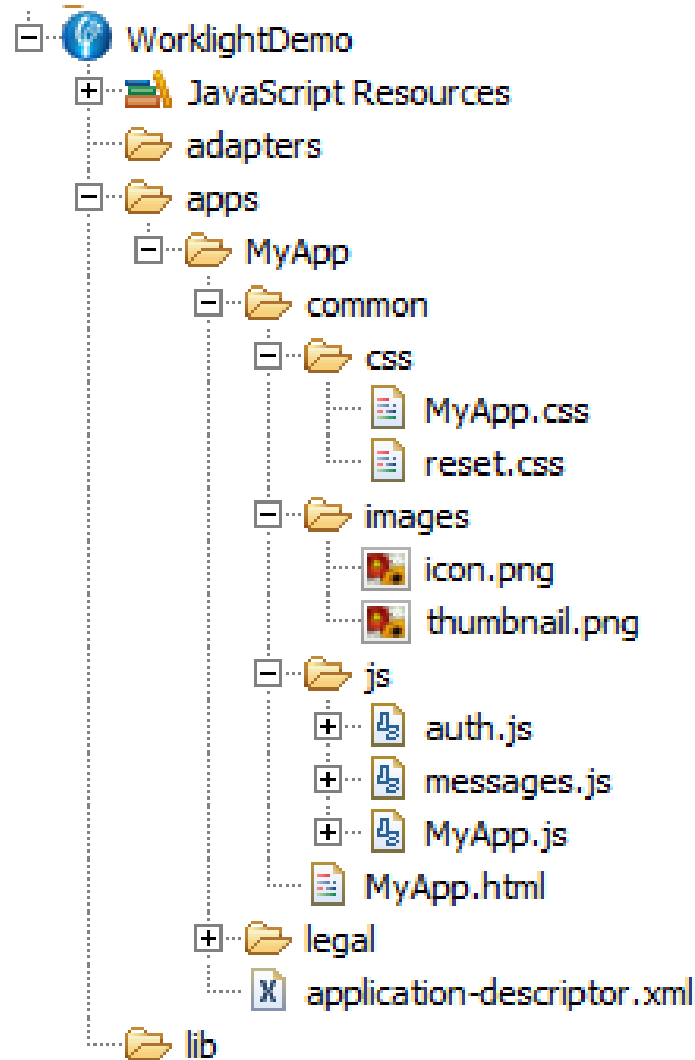 WorklightDemo
JavaScript Resources
adapters
apps
MyApp
common
css
MyApp.css
reset.css
images
icon.png
thumbnail.png
js
auth.js
messages.js
MyApp.js
MyApp.html
legal
application-descriptor.xml
lib